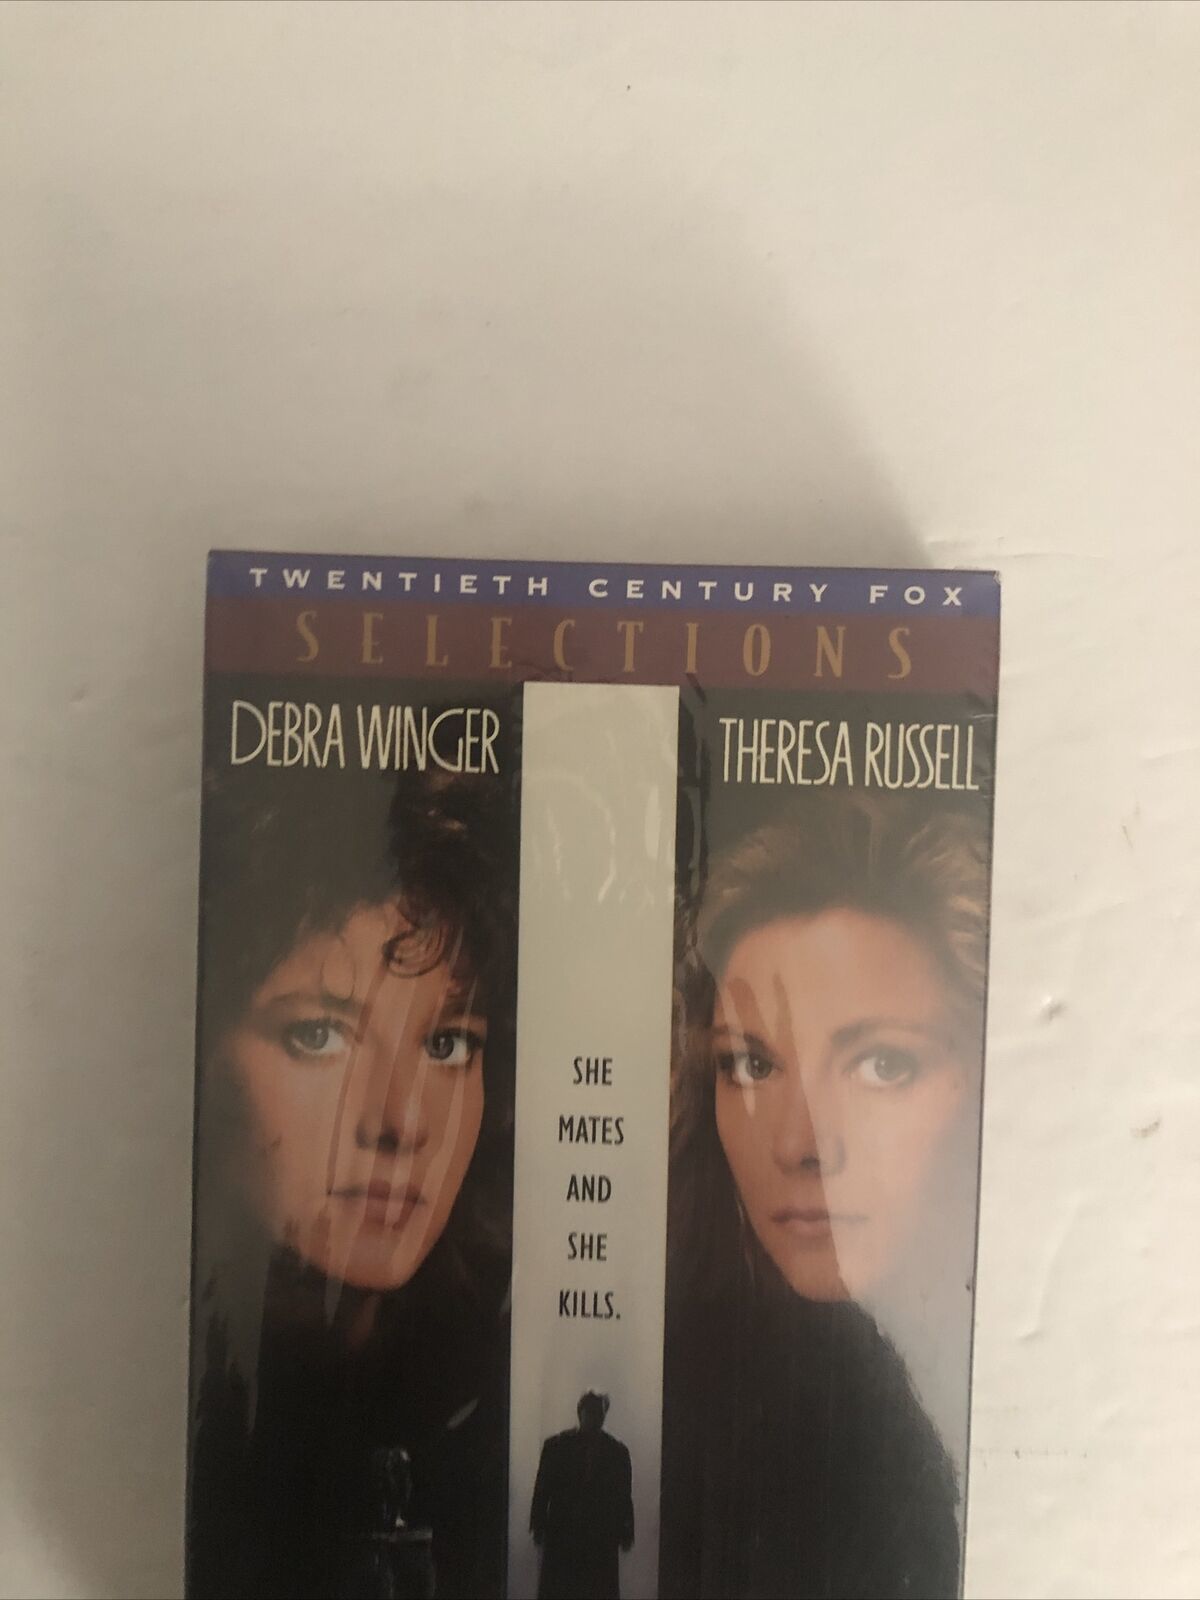 TWENTIETH CENTURY FOX
SELECTIONS
DEBRA WINGER
THERESA RUSSELL
SHE
MATES
AND
SHE
KILLS.